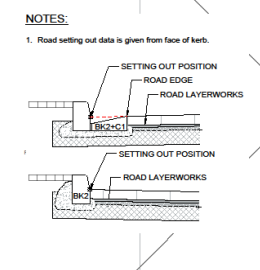 NOTES:
1. Road setting out data is given from face of kerb.
SETTING OUT POSITION
ROAD EDGE
ROAD LAYERWORKS
BK2+C1
SETTING OUT POSITION
ROAD LAYERWORKS
BK2